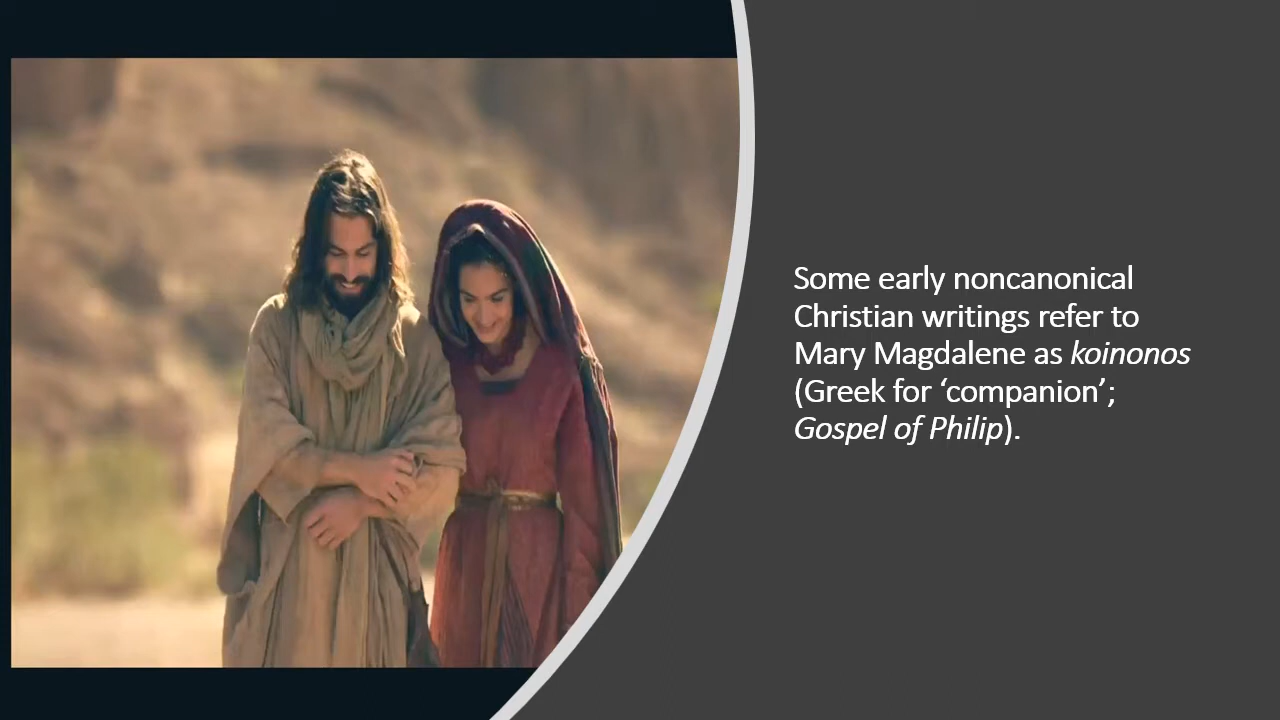 Some early noncanonical
Christian writings refer to
Mary Magdalene as koinonos
(Greek for ‘companion’;
Gospel of Philip).